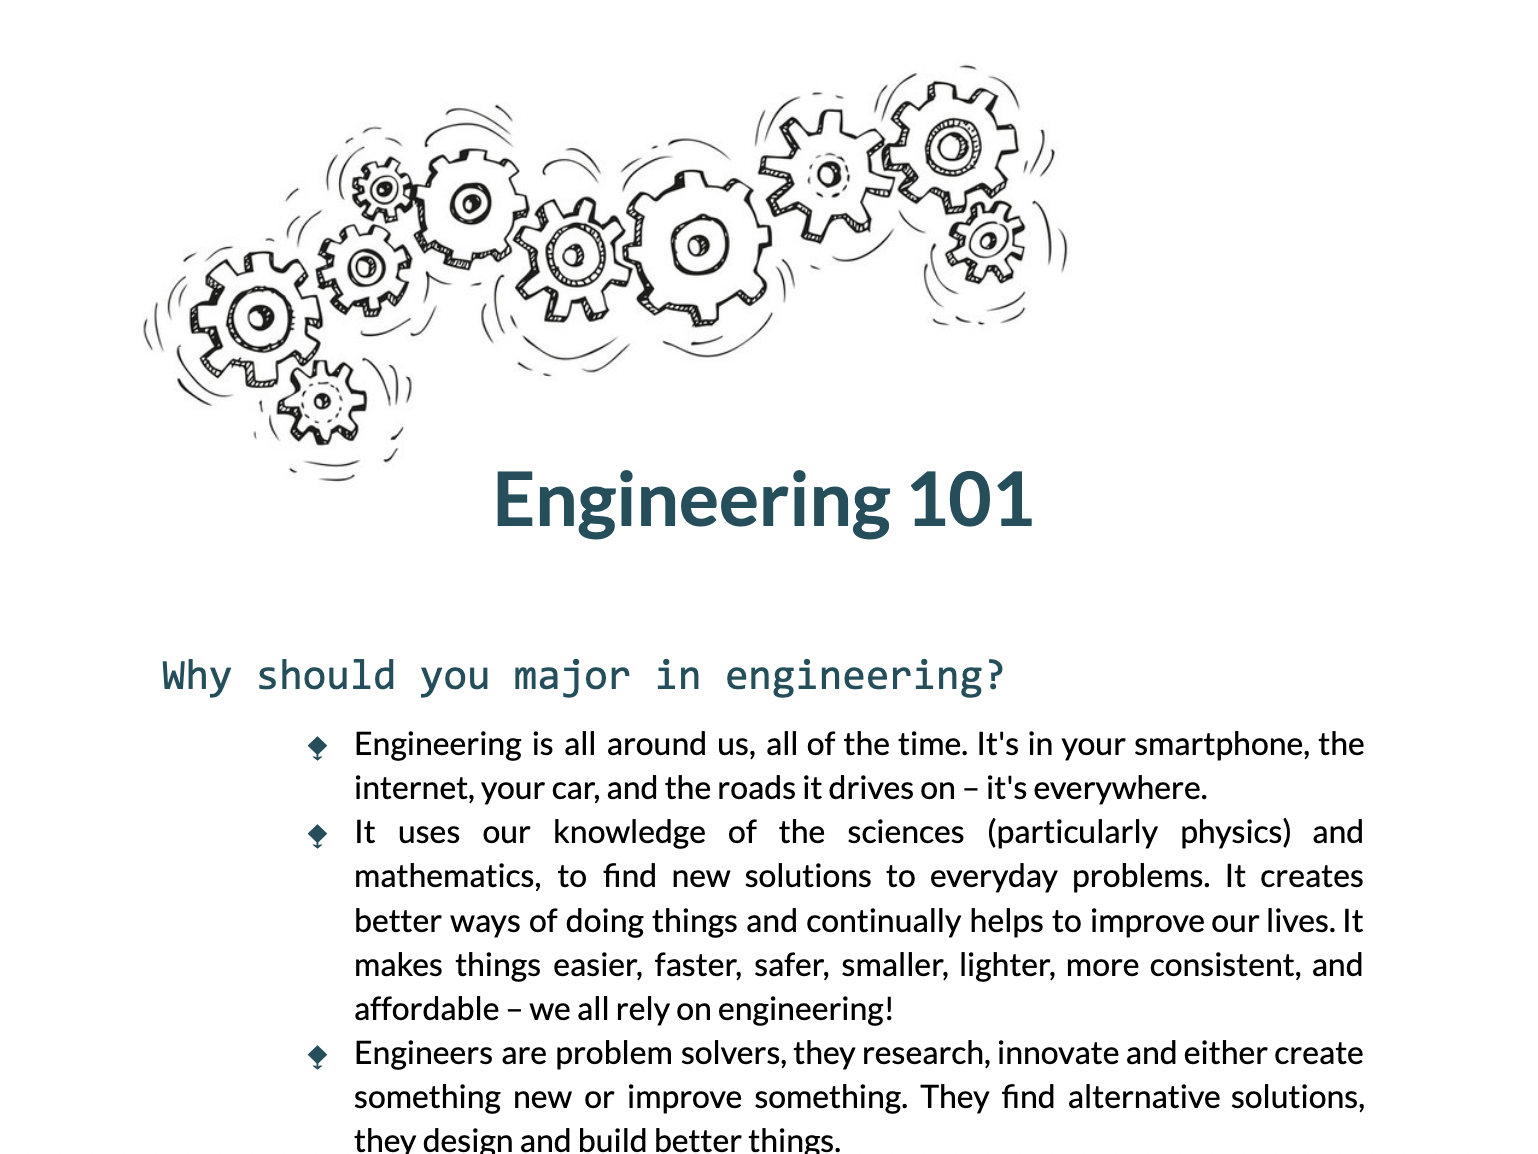 Engineering 101
Why should you major in engineering?
Engineering is all around us, all of the time. It's in your smartphone, the
internet, your car, and the roads it drives on – it's everywhere.
It uses our knowledge of the sciences (particularly physics) and
mathematics, to find new solutions to everyday problems. It creates
better ways of doing things and continually helps to improve our lives. It
makes things easier, faster, safer, smaller, lighter, more consistent, and
affordable – we all rely on engineering!
Engineers are problem solvers, they research, innovate and either create
something new or improve something. They find alternative solutions,
they design and build better things.